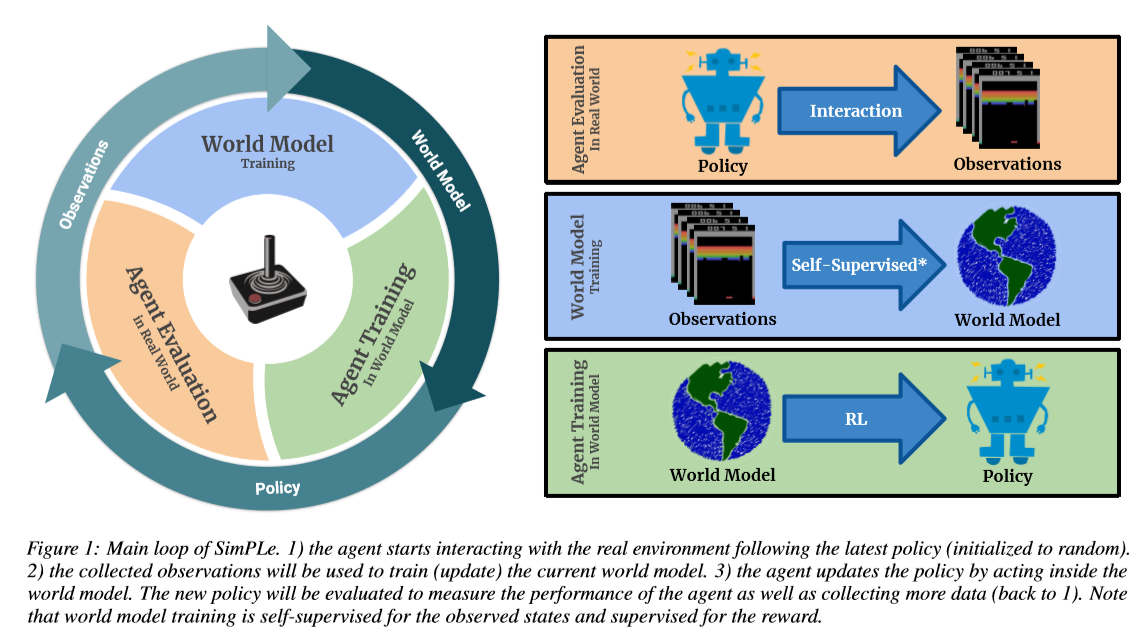 World Model
Training
World Model
Observations
Agent Evaluation
in Real World
Agent Training
In World Model
Policy
Agent Evaluation
In Real World
Interaction
Policy
Observations
World Model
Training
Self-Supervised*
Observations
World Model
Agent Training
In World Model
RL
World Model
Policy
Figure 1: Main loop of SimPLe. 1) the agent starts interacting with the real environment following the latest policy (initialized to random).
2) the collected observations will be used to train (update) the current world model. 3) the agent updates the policy by acting inside the
world model. The new policy will be evaluated to measure the performance of the agent as well as collecting more data (back to 1). Note
that world model training is self-supervised for the observed states and supervised for the reward.